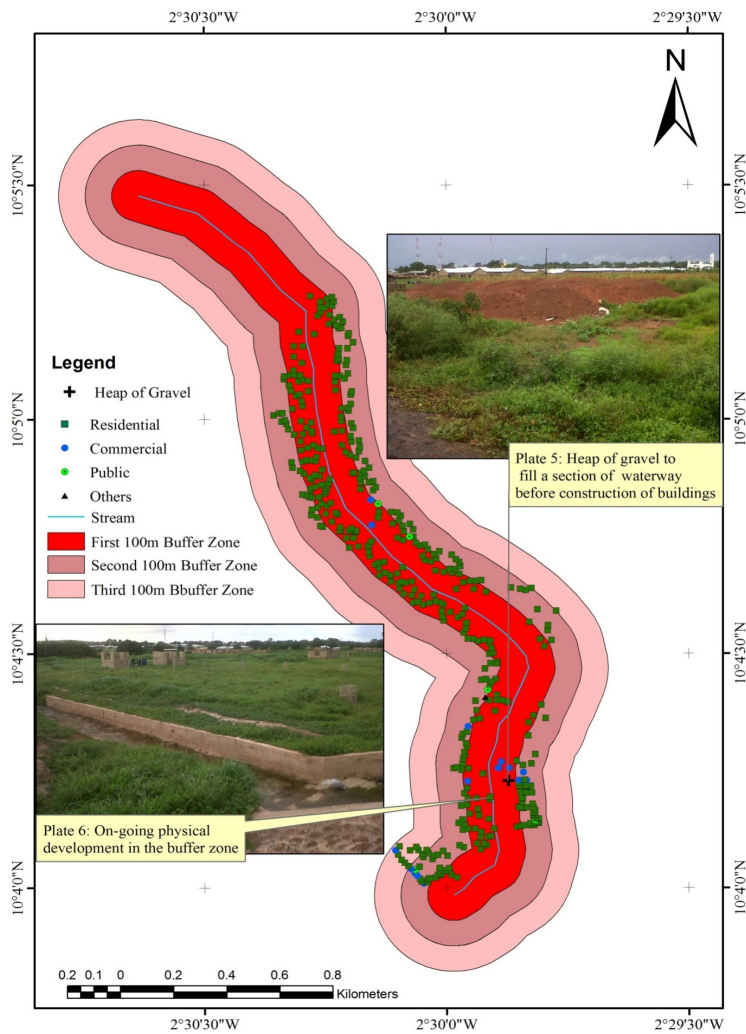 2°30'30"W 2°30'0"W 2°29'30"W
N
10°5'30"N 10°5'30"N
Legend
Heap of Gravel
Residential
Commercial
Public
Others
Stream
First 100m Buffer Zone
Second 100m Buffer Zone
Third 100m Bbuffer Zone
10°5'0"N 10°5'0"N
Plate 5: Heap of gravel to
fill a section of waterway
before construction of buildings
10°4'30"N 10°4'30"N
Plate 6: On-going physical
development in the buffer zone
10°4'0"N 10°4'0"N
0.2 0.1 0 0.2 0.4 0.6 0.8
Kilometers
2°30'30"W 2°30'0"W 2°29'30"W